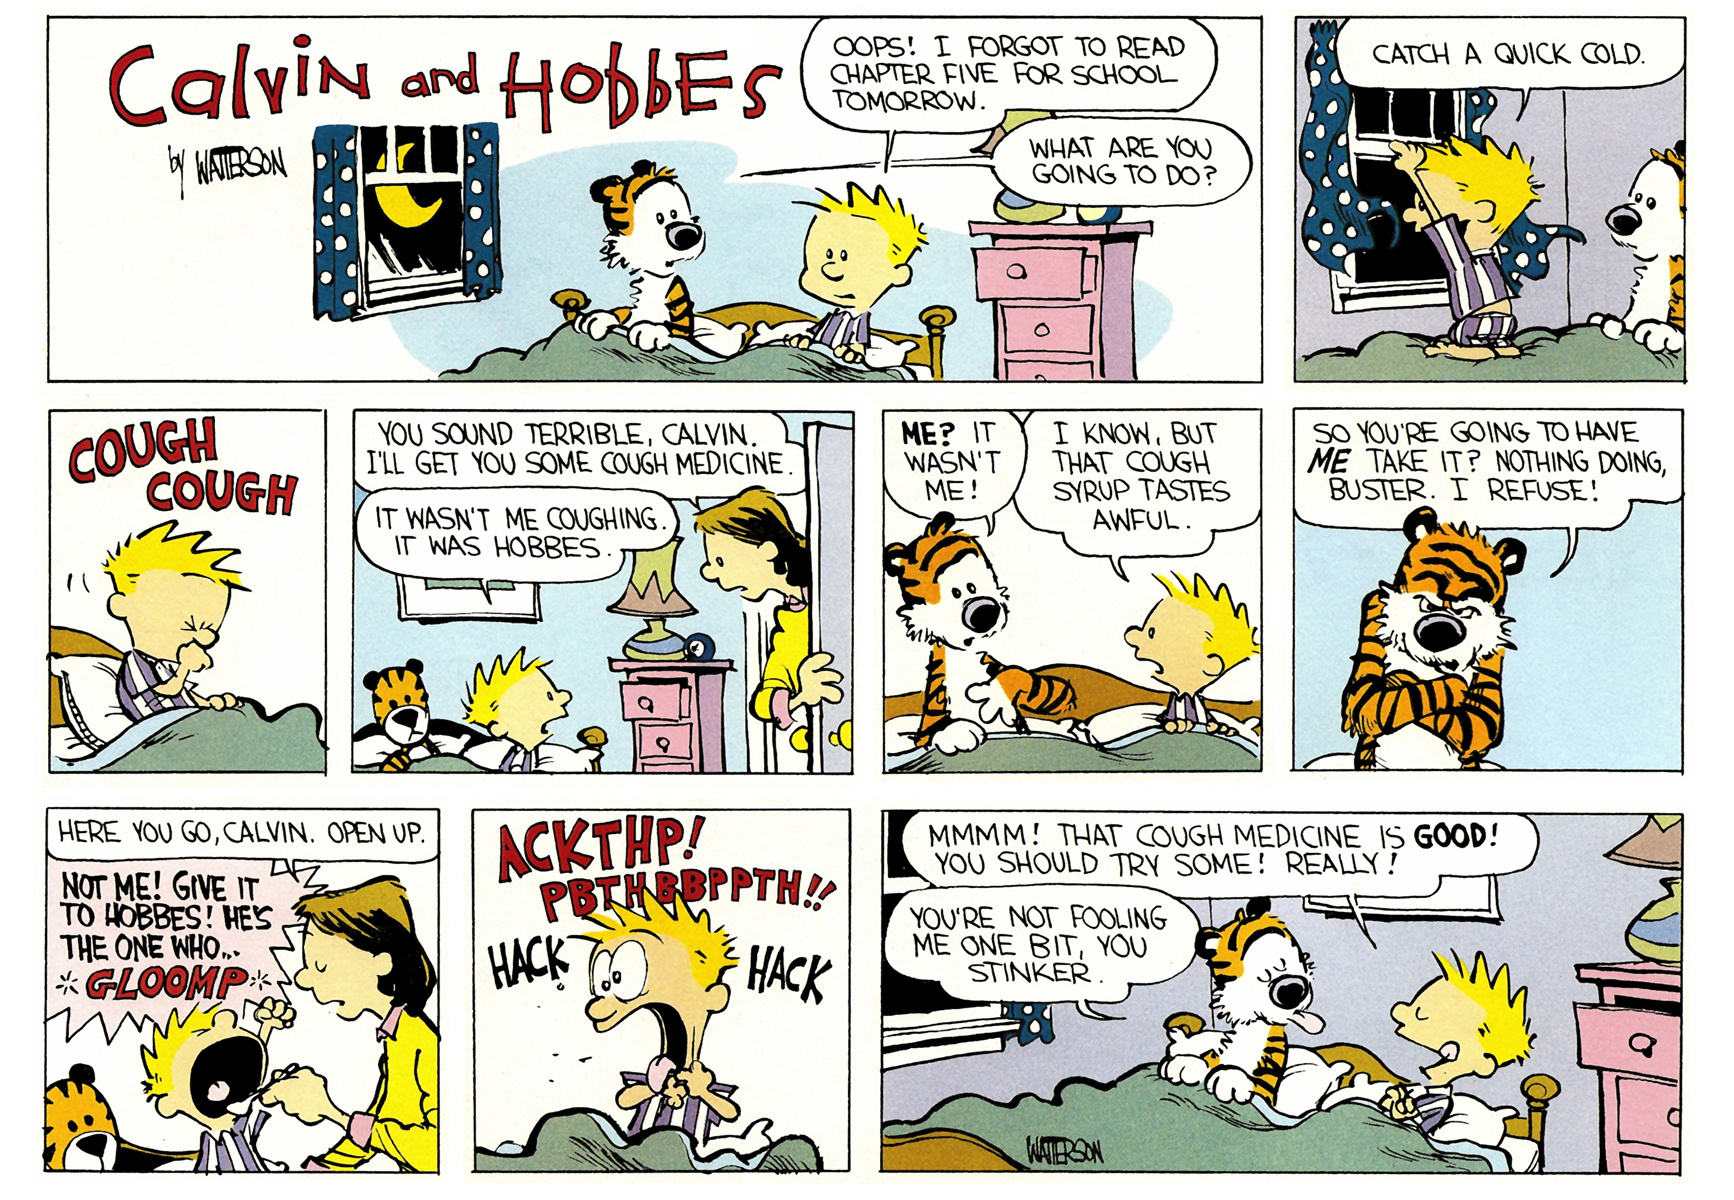 Calvin and Hobbes
by WATTERSON
OOPS! I FORGOT TO READ
CHAPTER FIVE FOR SCHOOL
TOMORROW.
WHAT ARE YOU
GOING TO DO?
CATCH A QUICK COLD.
COUGH
COUGH
YOU SOUND TERRIBLE, CALVIN.
I'LL GET YOU SOME COUGH MEDICINE.
IT WASN'T ME COUGHING.
IT WAS HOBBES.
ME? IT
WASN'T
ME!
I KNOW, BUT
THAT COUGH
SYRUP TASTES
AWFUL.
SO YOU'RE GOING TO HAVE
ME TAKE IT? NOTHING DOING,
BUSTER. I REFUSE!
HERE YOU GO, CALVIN. OPEN UP.
NOT ME! GIVE IT
TO HOBBES! HE'S
THE ONE WHO...
GLOOMP
ACKTHP!
PBTHBBBPPTH!!
HACK
HACK
MMMM! THAT COUGH MEDICINE IS GOOD!
YOU SHOULD TRY SOME! REALLY!
YOU'RE NOT FOOLING
ME ONE BIT, YOU
STINKER.
WATTERSON